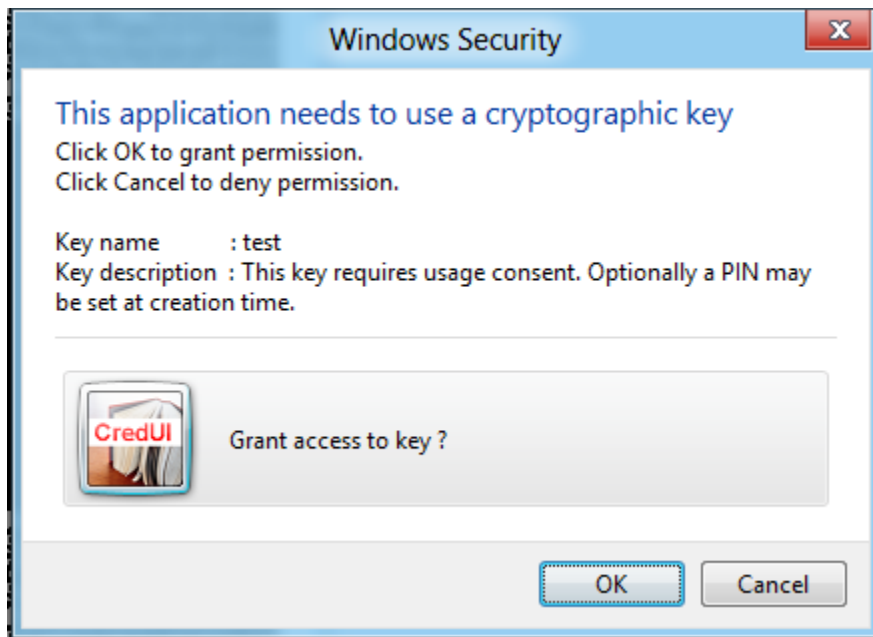 Windows Security
This application needs to use a cryptographic key
Click OK to grant permission.
Click Cancel to deny permission.
Key name : test
Key description : This key requires usage consent. Optionally a PIN may
be set at creation time.
CredUI
Grant access to key ?
OK
Cancel